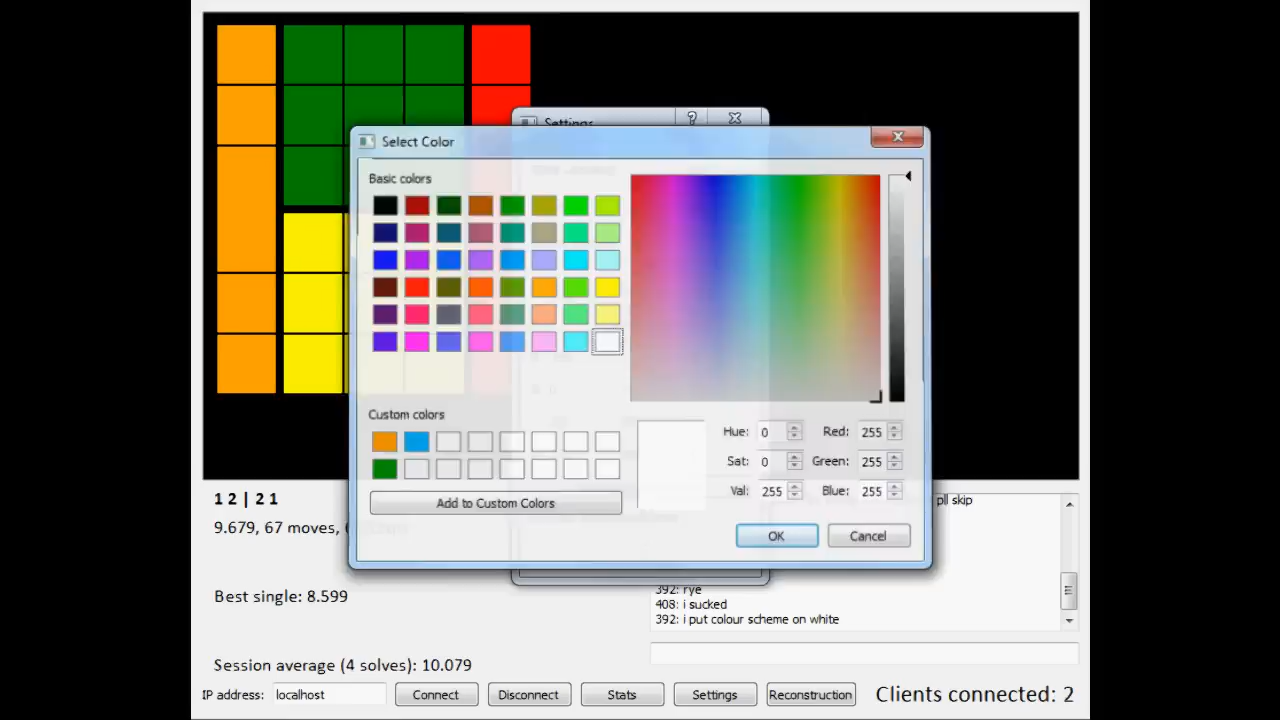 Settings
Select Color
Basic colors
Custom colors
Hue: 0 Red: 255
Sat: 0 Green: 255
Val: 255 Blue: 255
Add to Custom Colors
OK Cancel
1 2 | 2 1
pll skip
9.679, 67 moves,
392: rye
Best single: 8.599
408: i sucked
392: i put colour scheme on white
Session average (4 solves): 10.079
IP address: localhost Connect Disconnect Stats Settings Reconstruction Clients connected: 2